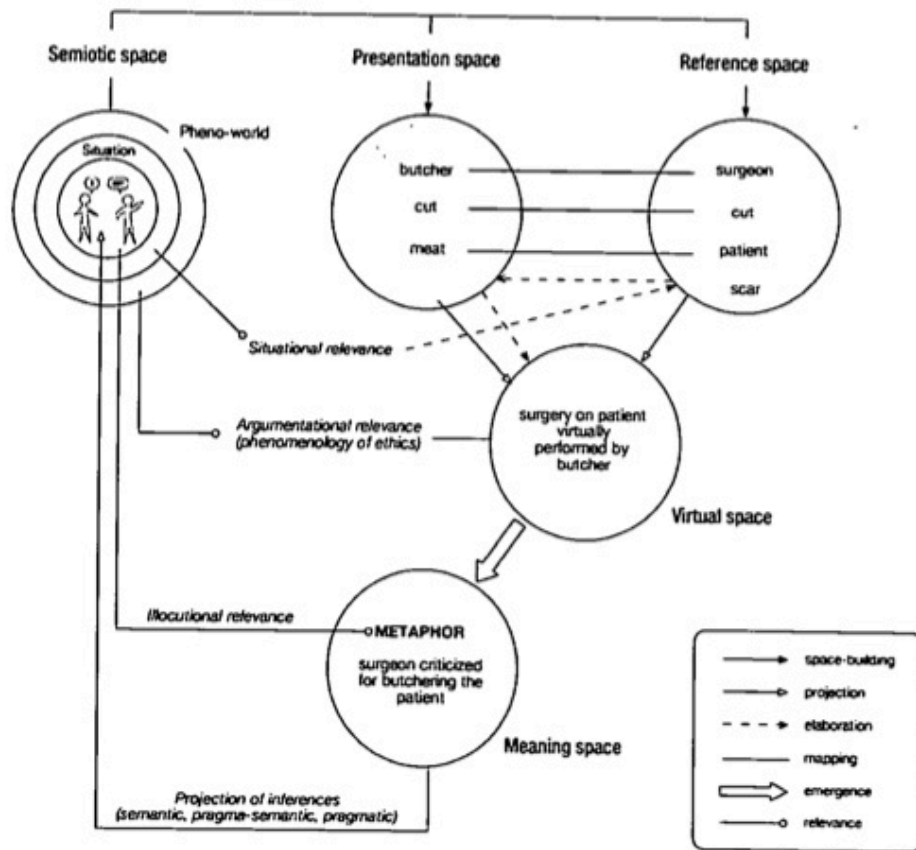 Semiotic space
Presentation space
Reference space
Pheno-world
Situation
butcher
surgeon
cut
cut
meat
patient
scar
Situational relevance
Argumentational relevance
(phenomenology of ethics)
surgery on patient
virtually
performed by
butcher
Virtual space
Illocutional relevance
METAPHOR
surgeon criticized
for butchering the
patient
Meaning space
Projection of inferences
(semantic, pragma-semantic, pragmatic)
space-building
projection
elaboration
mapping
emergence
relevance